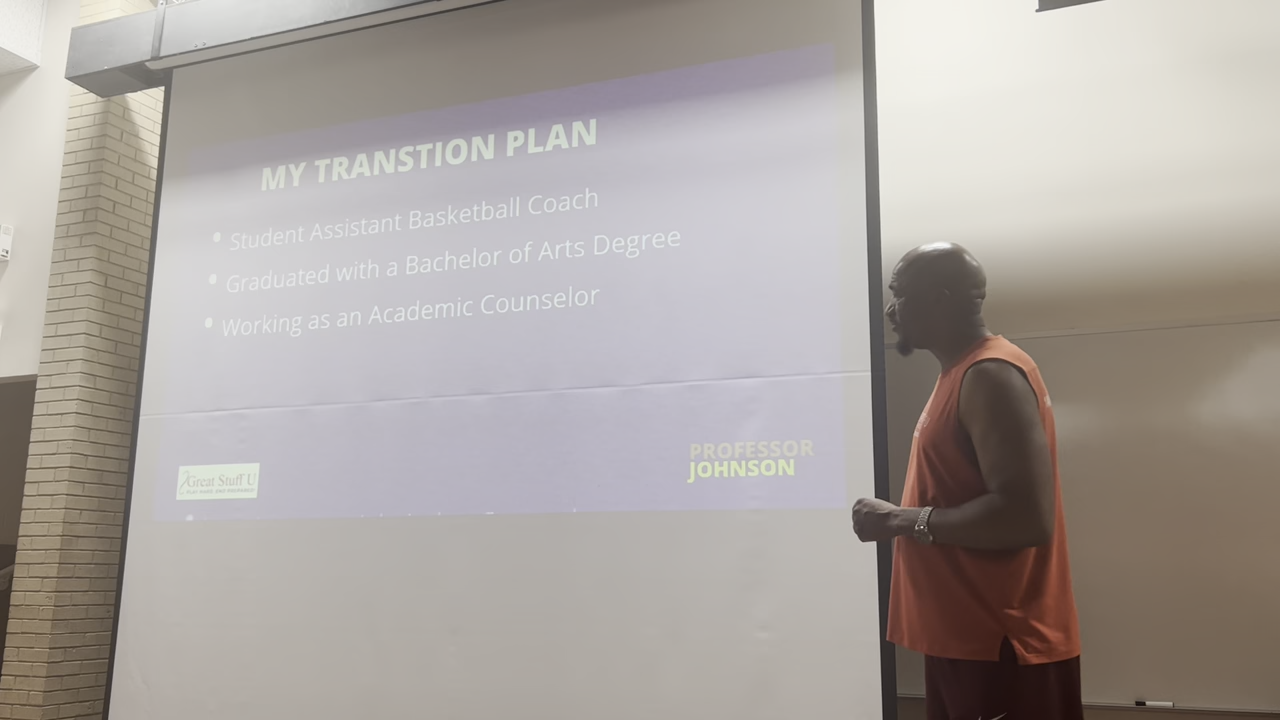 MY TRANSTION PLAN
• Student Assistant Basketball Coach
• Graduated with a Bachelor of Arts Degree
• Working as an Academic Counselor
PROFESSOR
JOHNSON
Great Stuff U